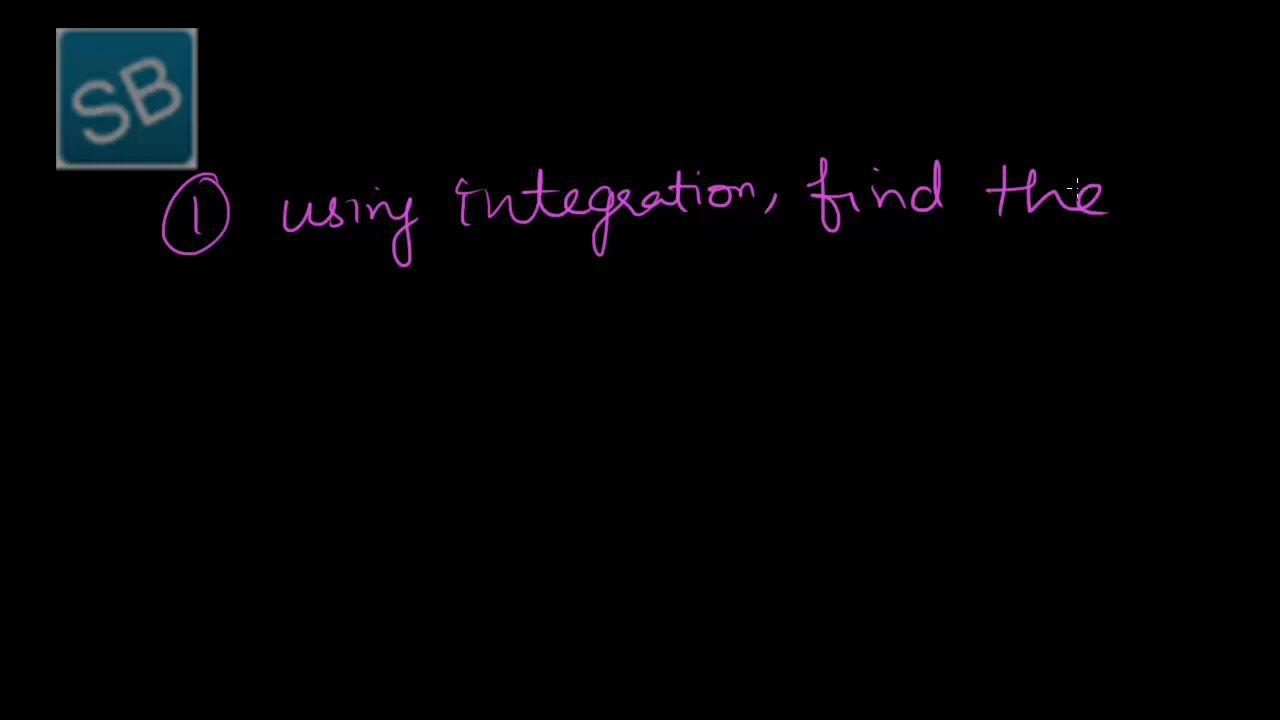 SB
① using integration, find the